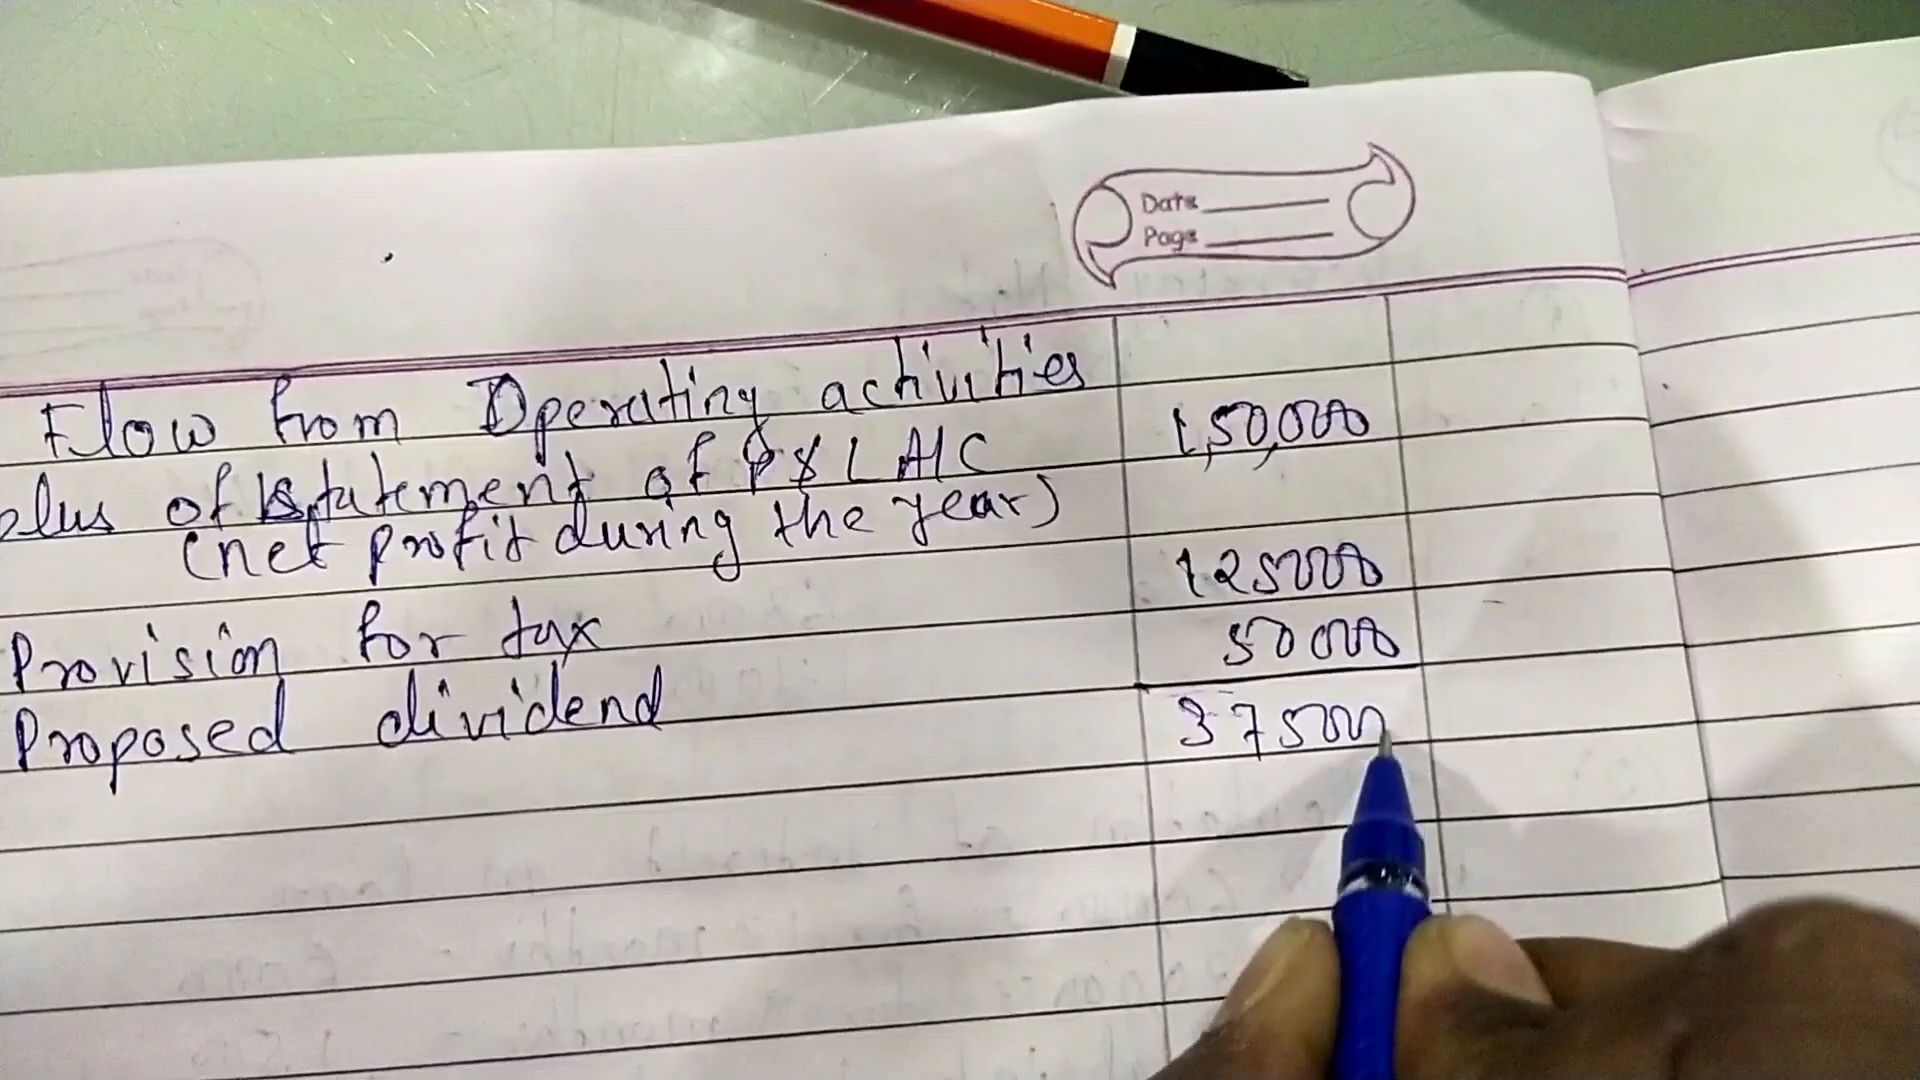 Date
Page
Flow from Operating activities
plus of statement of P&L A/C 1,50,000
(net profit during the year)
125000
Provision for tax 50000
Proposed dividend 37500